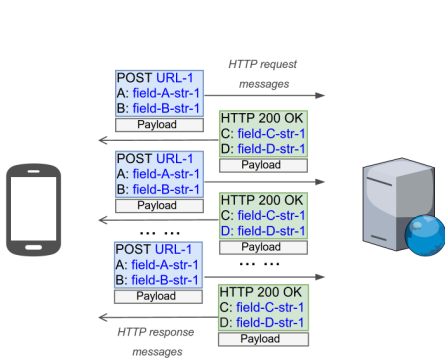 HTTP request
messages
POST URL-1
A: field-A-str-1
B: field-B-str-1
Payload
HTTP 200 OK
C: field-C-str-1
D: field-D-str-1
Payload
POST URL-1
A: field-A-str-1
B: field-B-str-1
Payload
HTTP 200 OK
C: field-C-str-1
D: field-D-str-1
Payload
... ...
POST URL-1
A: field-A-str-1
B: field-B-str-1
Payload
... ...
HTTP 200 OK
C: field-C-str-1
D: field-D-str-1
Payload
HTTP response
messages